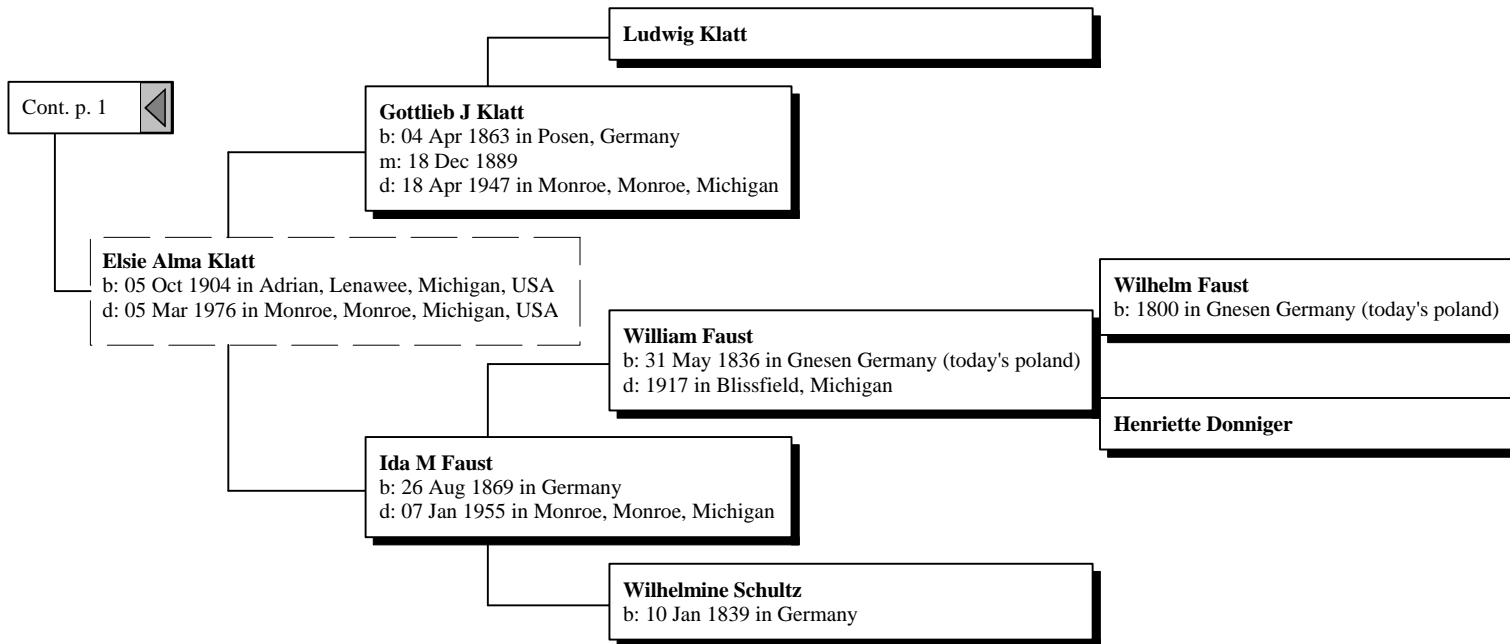 Ludwig Klatt
Cont. p. 1
Gottlieb J Klatt
b: 04 Apr 1863 in Posen, Germany
m: 18 Dec 1889
d: 18 Apr 1947 in Monroe, Monroe, Michigan
Elsie Alma Klatt
b: 05 Oct 1904 in Adrian, Lenawee, Michigan, USA
d: 05 Mar 1976 in Monroe, Monroe, Michigan, USA
Wilhelm Faust
b: 1800 in Gnesen Germany (today's poland)
William Faust
b: 31 May 1836 in Gnesen Germany (today's poland)
d: 1917 in Blissfield, Michigan
Henriette Donniger
Ida M Faust
b: 26 Aug 1869 in Germany
d: 07 Jan 1955 in Monroe, Monroe, Michigan
Wilhelmine Schultz
b: 10 Jan 1839 in Germany